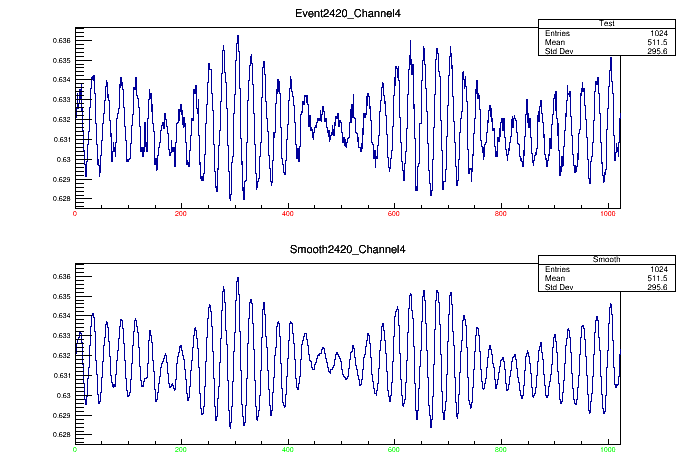 Event2420_Channel4
Test
Entries 1024
Mean 511.5
Std Dev 295.6
0.636
0.635
0.634
0.633
0.632
0.631
0.63
0.629
0.628
0 200 400 600 800 1000
Smooth2420_Channel4
Smooth
Entries 1024
Mean 511.5
Std Dev 295.6
0.636
0.635
0.634
0.633
0.632
0.631
0.63
0.629
0.628
0 200 400 600 800 1000